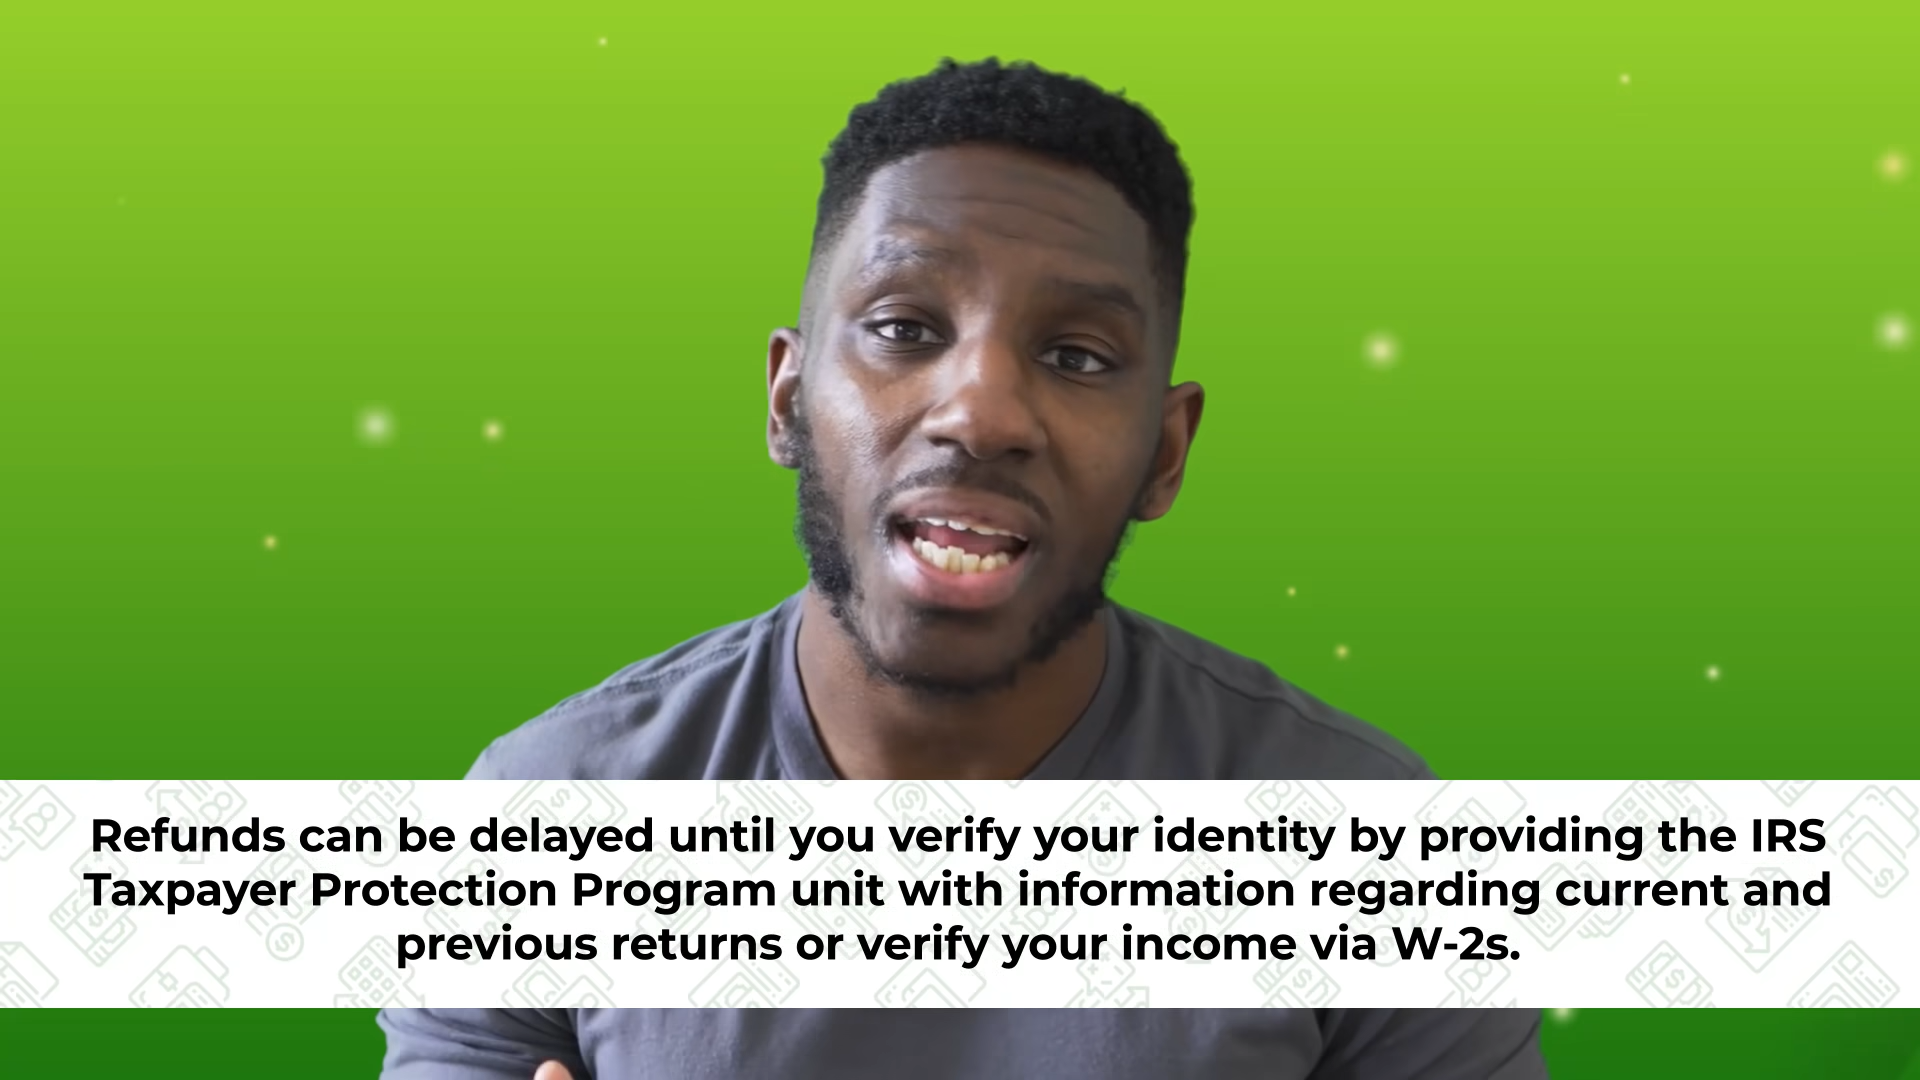 Refunds can be delayed until you verify your identity by providing the IRS
Taxpayer Protection Program unit with information regarding current and
previous returns or verify your income via W-2s.